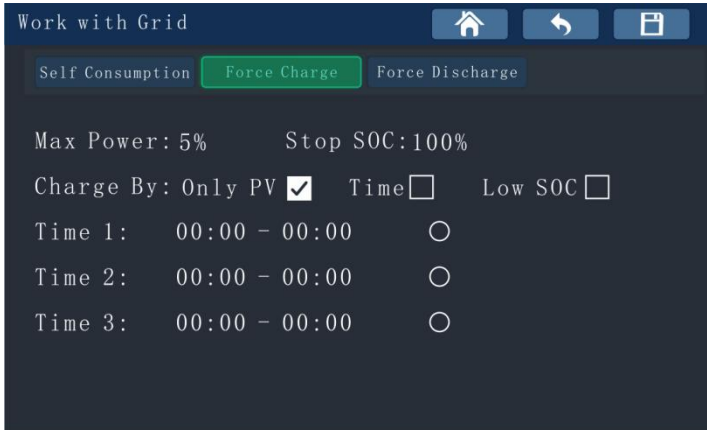 Work with Grid
Self Consumption Force Charge Force Discharge
Max Power: 5% Stop SOC: 100%
Charge By: Only PV Time Low SOC
Time 1: 00:00 - 00:00
Time 2: 00:00 - 00:00
Time 3: 00:00 - 00:00